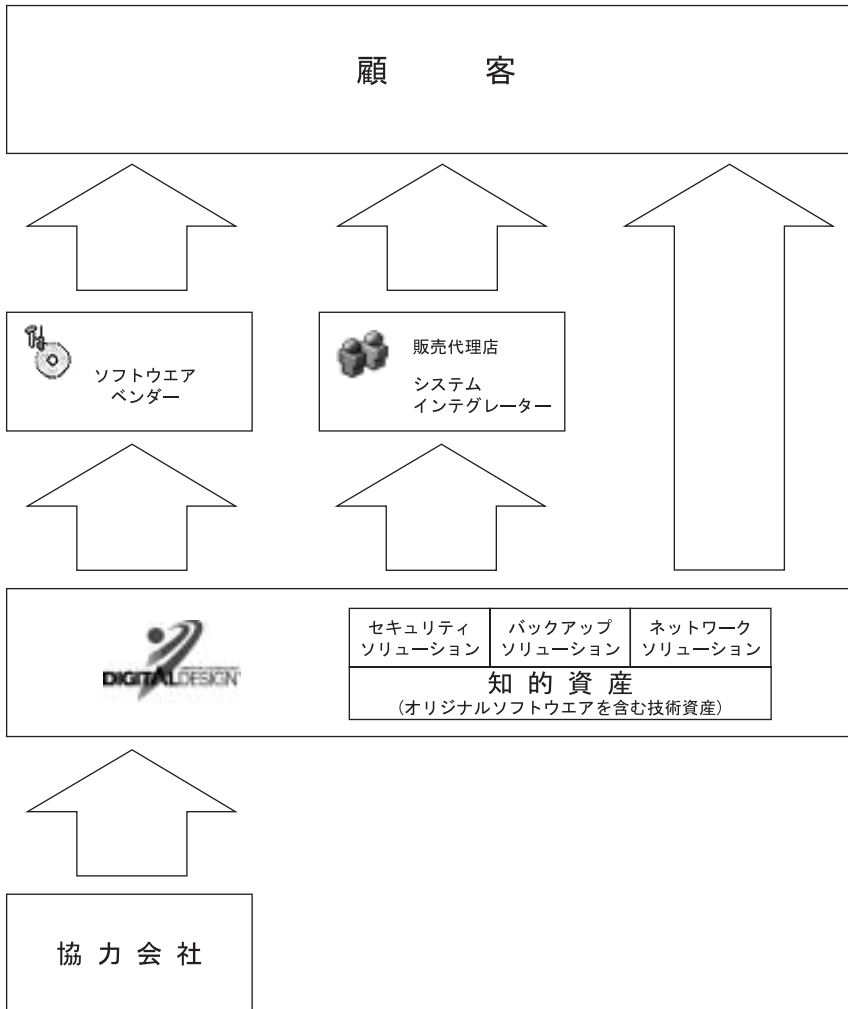 顧客
ソフトウエア
ベンダー
販売代理店
システム
インテグレーター
DIGITALDESIGN
セキュリティ
ソリューション
バックアップ
ソリューション
ネットワーク
ソリューション
知的資産
(オリジナルソフトウエアを含む技術資産)
協力会社